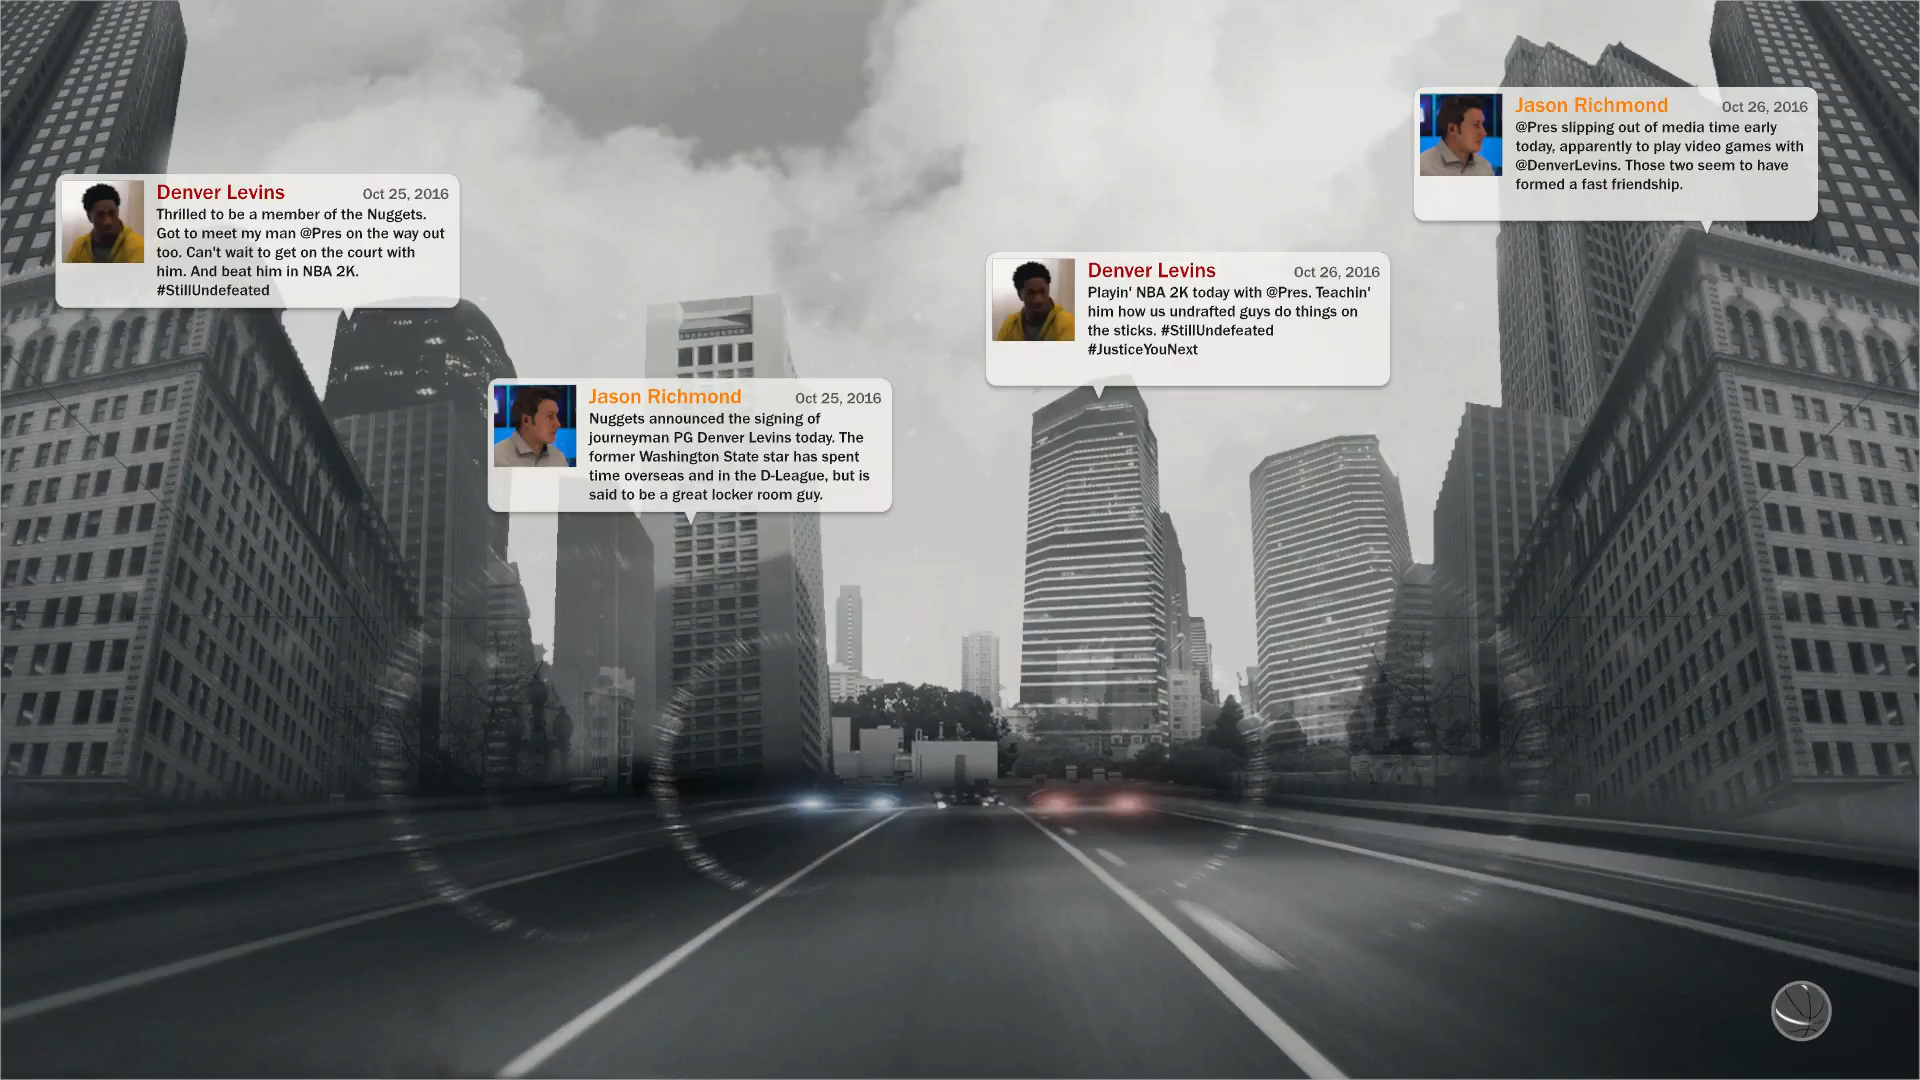 Denver Levins Oct 25, 2016
Thrilled to be a member of the Nuggets.
Got to meet my man @Pres on the way out
too. Can't wait to get on the court with
him. And beat him in NBA 2K.
#StillUndefeated
Jason Richmond Oct 25, 2016
Nuggets announced the signing of
journeyman PG Denver Levins today. The
former Washington State star has spent
time overseas and in the D-League, but is
said to be a great locker room guy.
Denver Levins Oct 26, 2016
Playin' NBA 2K today with @Pres. Teachin'
him how us undrafted guys do things on
the sticks. #StillUndefeated
#JusticeYouNext
Jason Richmond Oct 26, 2016
@Pres slipping out of media time early
today, apparently to play video games with
@DenverLevins. Those two seem to have
formed a fast friendship.